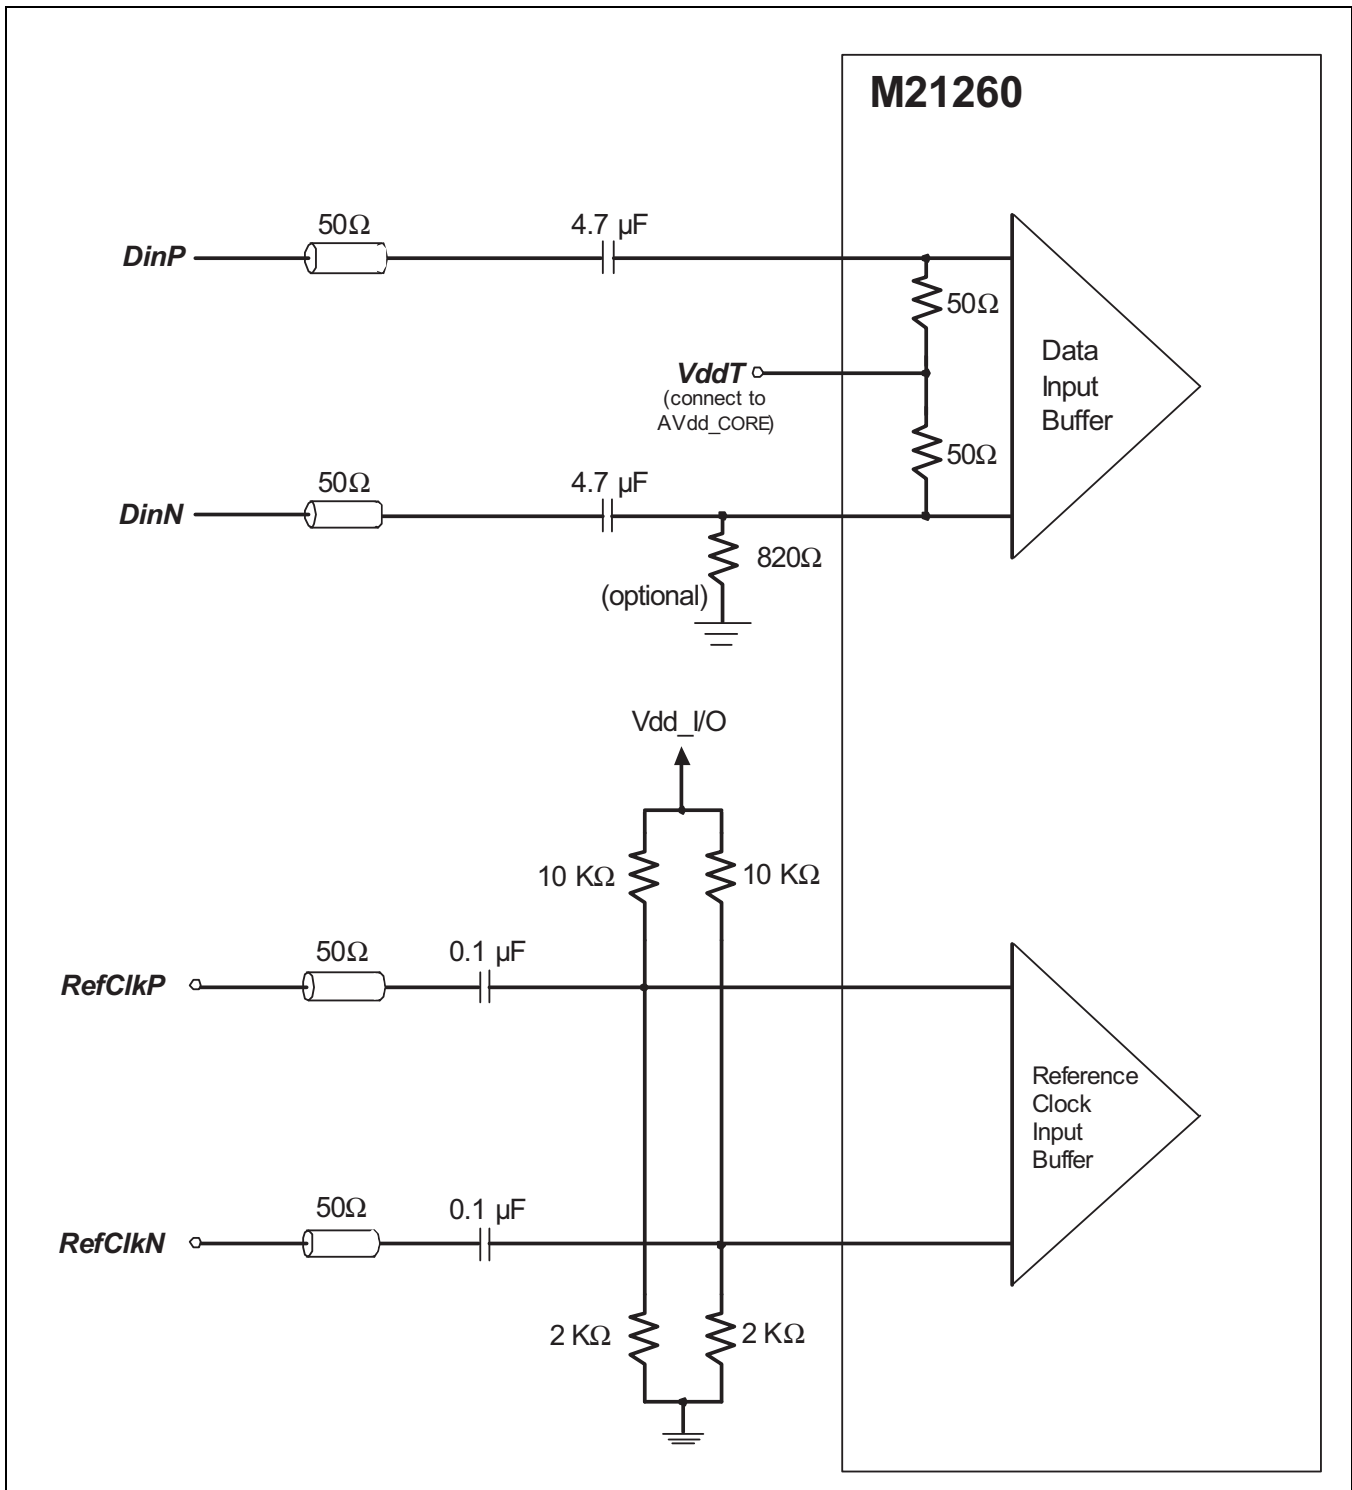 M21260
50Ω
4.7 µF
DinP
50Ω
VddT
(connect to
AVdd_CORE)
Data
Input
Buffer
50Ω
50Ω
4.7 µF
DinN
820Ω
(optional)
Vdd_I/O
10 KΩ
10 KΩ
50Ω
0.1 µF
RefClkP
Reference
Clock
Input
Buffer
50Ω
0.1 µF
RefClkN
2 KΩ
2 KΩ